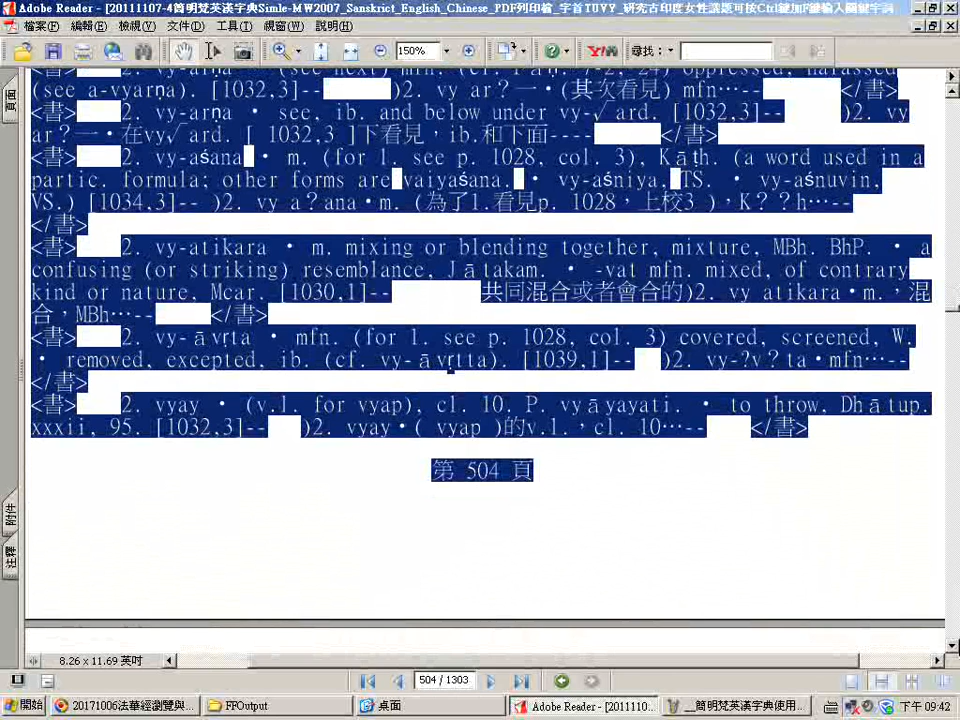 Adobe Reader - [20111107-4簡明梵英漢字典Simle-MW2007_Sanskrict_English_Chinese_PDF列印檔_字首TUVY_研究古印度女性議題可按Ctrl鍵加F鍵輸入關鍵字詞
檔案(F) 編輯(E) 檢視(V) 文件(D) 工具(T) 視窗(W) 說明(H)
150% 尋找：
頁面
(see a-vyarṇa). [1032,3]-- )2. vy ar？一‧(其次看見) mfn…-- </書>
<書> 2. vy-arṇa ‧ see, ib. and below under vy-√ ard. [1032,3]-- )2. vy
ar？一‧在vy√ ard. [ 1032,3 ]下看見，ib.和下面---- </書>
<書> 2. vy-aśana ‧ m. (for 1. see p. 1028, col. 3), Kāṭh. (a word used in a
partic. formula; other forms are vaiyaśana. ‧ vy-aśniya, TS. ‧ vy-aśnuvin,
VS.) [1034,3]-- )2. vy a？ana‧m. (為了1.看見p. 1028，上校3 ), K？？h…--
</書>
<書> 2. vy-atikara ‧ m. mixing or blending together, mixture, MBh. BhP. ‧ a
confusing (or striking) resemblance, Jātakam. ‧ -vat mfn. mixed, of contrary
kind or nature, Mcar. [1030,1]-- 共同混合或者會合的)2. vy atikara‧m.，混
合，MBh…-- </書>
<書> 2. vy-āvṛta ‧ mfn. (for 1. see p. 1028, col. 3) covered, screened, W.
‧ removed, excepted, ib. (cf. vy-āvṛtta). [1039,1]-- )2. vy-?v？ta‧mfn…--
</書>
<書> 2. vyay ‧ (v.l. for vyap), cl. 10. P. vyāyayati. ‧ to throw, Dhātup.
xxxii, 95. [1032,3]-- )2. vyay‧( vyap )的v.l.，cl. 10…-- </書>
第 504 頁
附件
注釋
8.26 x 11.69 英吋
504 / 1303
開始 20171006法華經瀏覽與... FFOutput 桌面 Adobe Reader - [2011110... __簡明梵英漢字典使用... 下午 09:42